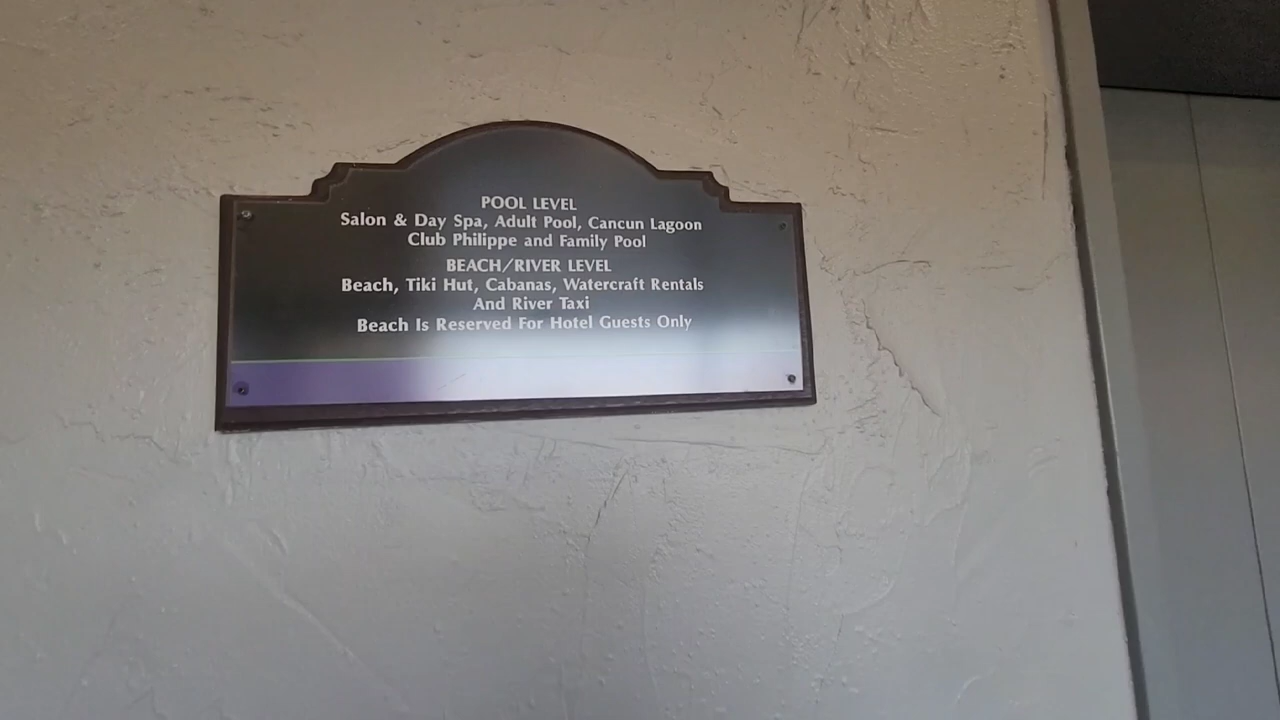 POOL LEVEL
Salon & Day Spa, Adult Pool, Cancun Lagoon
Club Philippe and Family Pool
BEACH/RIVER LEVEL
Beach, Tiki Hut, Cabanas, Watercraft Rentals
And River Taxi
Beach Is Reserved For Hotel Guests Only